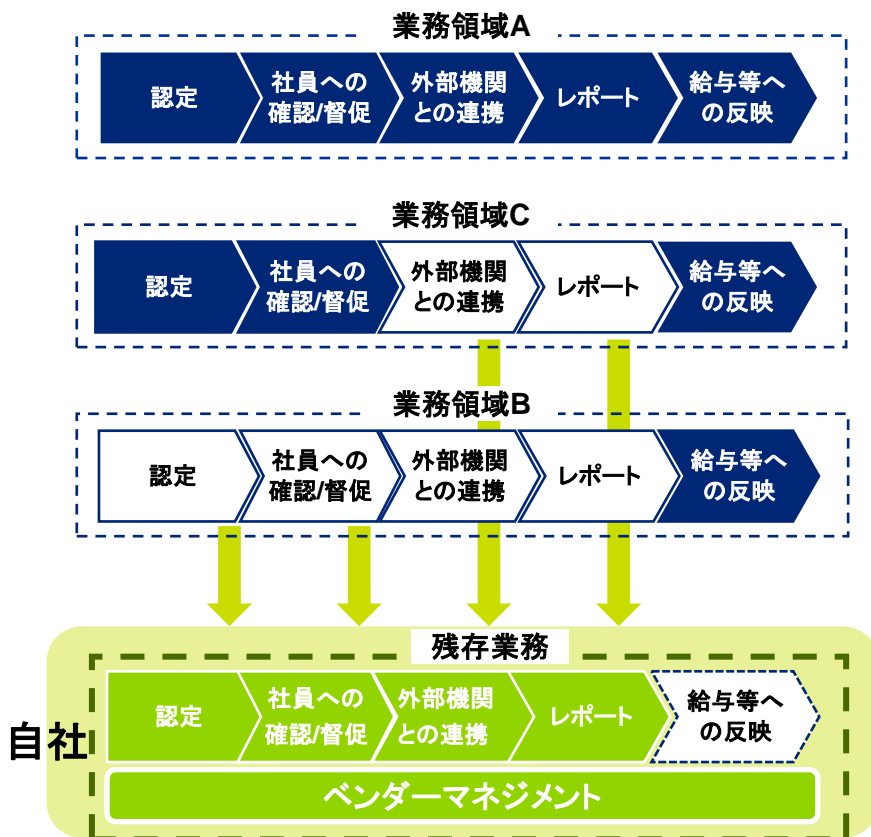 業務領域A
認定
社員への
確認/督促
外部機関
との連携
レポート
給与等へ
の反映
業務領域C
認定
社員への
確認/督促
外部機関
との連携
レポート
給与等へ
の反映
業務領域B
認定
社員への
確認/督促
外部機関
との連携
レポート
給与等へ
の反映
残存業務
自社
認定
社員への
確認/督促
外部機関
との連携
レポート
給与等へ
の反映
ベンダーマネジメント